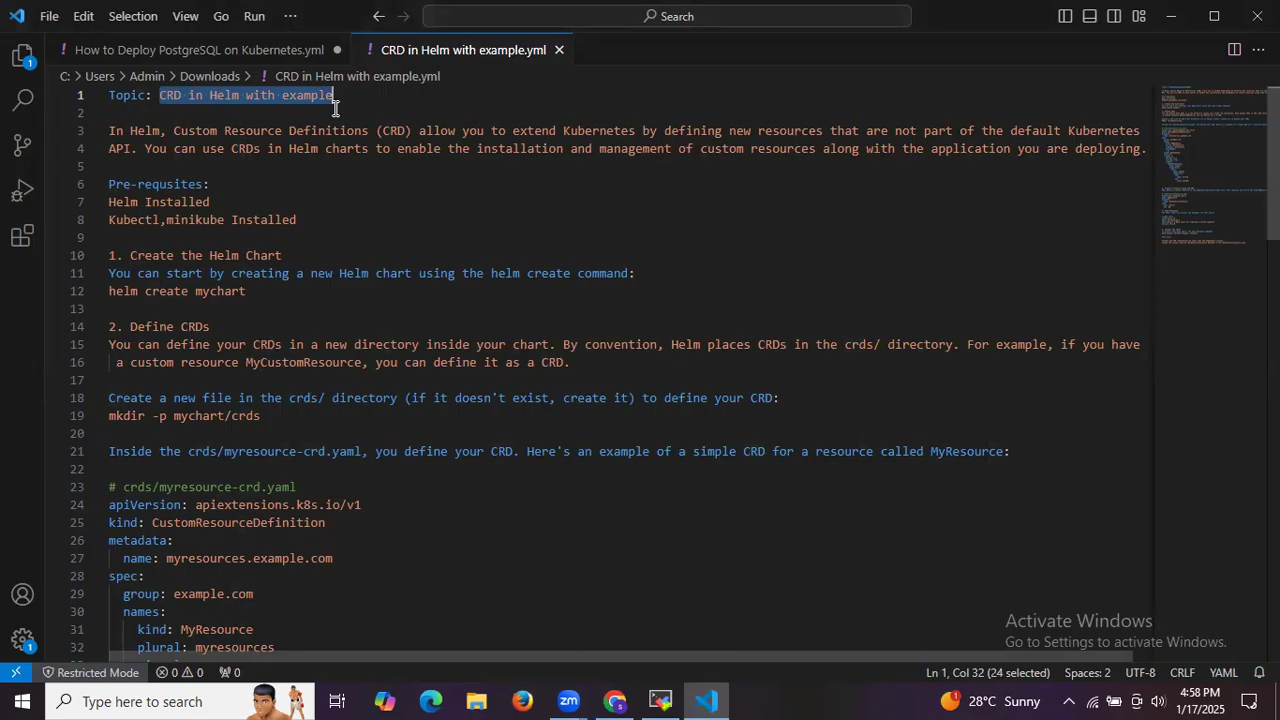 File Edit Selection View Go Run ··· Search
How to Deploy PostgreSQL on Kubernetes.yml ● CRD in Helm with example.yml
C: > Users > Admin > Downloads > ! CRD in Helm with example.yml
1 Topic: CRD in Helm with example
2
3 In Helm, Custom Resource Definitions (CRD) allow you to extend Kubernetes by defining new resources that are not part of the default Kubernetes
4 API. You can use CRDs in Helm charts to enable the installation and management of custom resources along with the application you are deploying.
5
6 Pre-requsites:
7 Helm Installed
8 Kubectl,minikube Installed
9
10 1. Create the Helm Chart
11 You can start by creating a new Helm chart using the helm create command:
12 helm create mychart
13
14 2. Define CRDs
15 You can define your CRDs in a new directory inside your chart. By convention, Helm places CRDs in the crds/ directory. For example, if you have
16 a custom resource MyCustomResource, you can define it as a CRD.
17
18 Create a new file in the crds/ directory (if it doesn't exist, create it) to define your CRD:
19 mkdir -p mychart/crds
20
21 Inside the crds/myresource-crd.yaml, you define your CRD. Here's an example of a simple CRD for a resource called MyResource:
22
23 # crds/myresource-crd.yaml
24 apiVersion: apiextensions.k8s.io/v1
25 kind: CustomResourceDefinition
26 metadata:
27 name: myresources.example.com
28 spec:
29 group: example.com
30 names:
31 kind: MyResource
32 plural: myresources
Activate Windows
Go to Settings to activate Windows.
Restricted Mode 0 0 0 Ln 1, Col 32 (24 selected) Spaces: 2 UTF-8 CRLF YAML
Type here to search 28°C Sunny 4:58 PM
1/17/2025